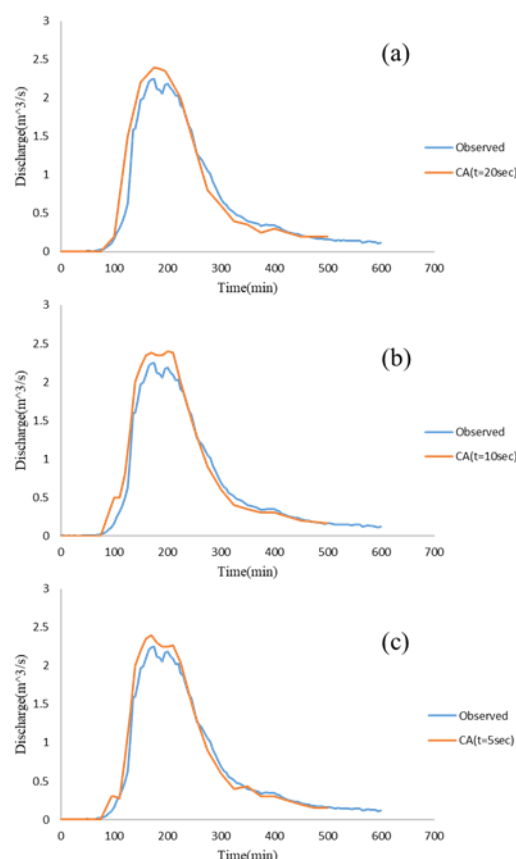 3
(a)
2.5
2
Discharge(m^3/s)
1.5
Observed
1
CA(t=20sec)
0.5
0
0 100 200 300 400 500 600 700
Time(min)
3
(b)
2.5
2
Discharge(m^3/s)
1.5
Observed
1
CA(t=10sec)
0.5
0
0 100 200 300 400 500 600 700
Time(min)
3
(c)
2.5
2
Discharge(m^3/s)
1.5
Observed
1
CA(t=5sec)
0.5
0
0 100 200 300 400 500 600 700
Time(min)